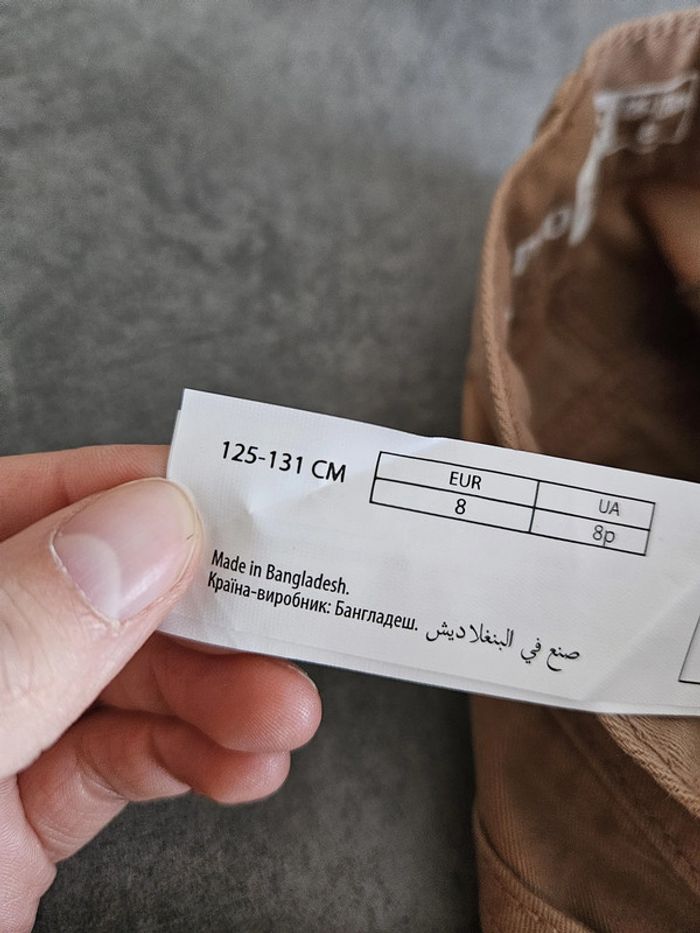 125-131 CM
EUR UA
8 8р
Made in Bangladesh.
Країна-виробник: Бангладеш.
صنع في البنغلاديش